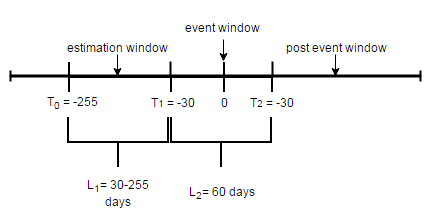 event window
estimation window
post event window
T0 = -255
T1 = -30
0
T2 = -30
L1= 30-255
days
L2= 60 days